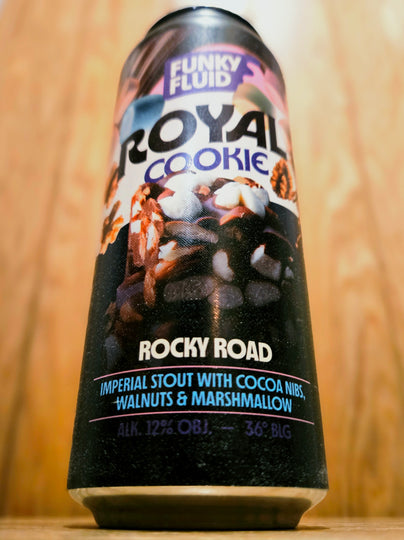 FUNKY
FLUID
ROYAL
COOKIE
ROCKY ROAD
IMPERIAL STOUT WITH COCOA NIBS,
WALNUTS & MARSHMALLOW
ALK. 12% OBJ. — 36° BLG